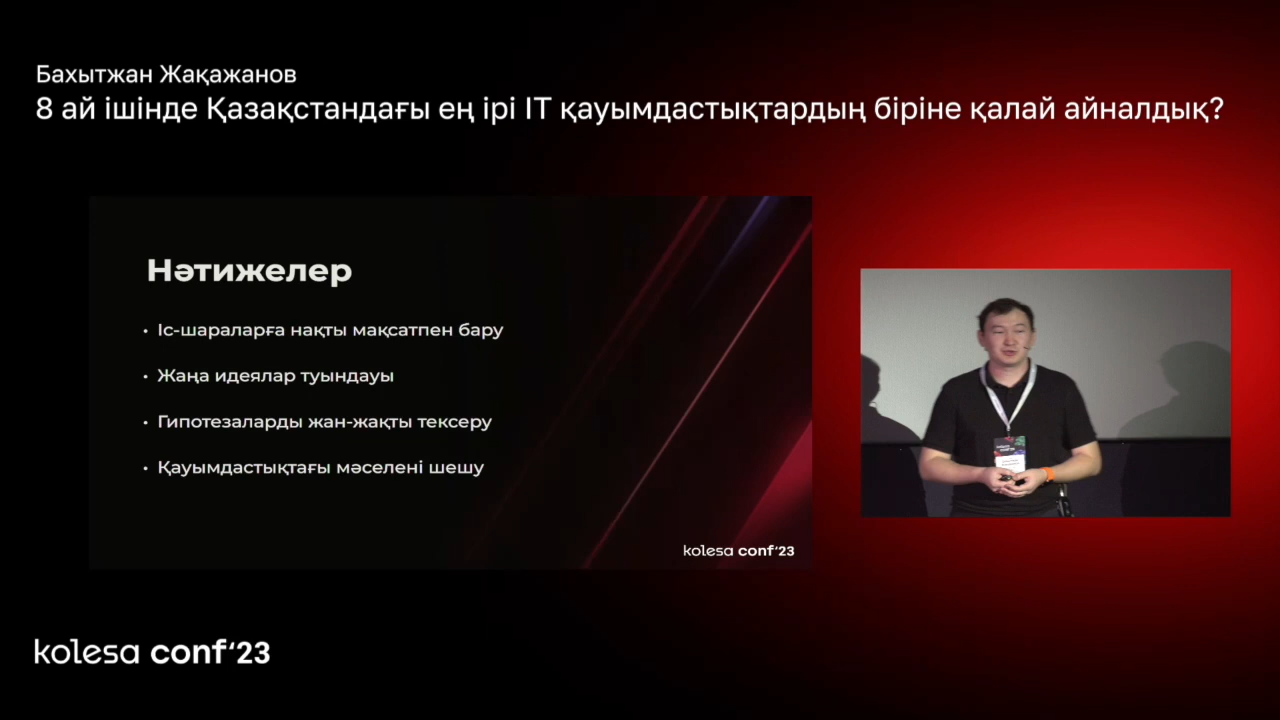 Бахытжан Жақажанов
8 ай ішінде Қазақстандағы ең ірі IT қауымдастықтардың біріне қалай айналдық?
Нәтижелер
• Іс-шараларға нақты мақсатпен бару
• Жаңа идеялар туындауы
• Гипотезаларды жан-жақты тексеру
• Қауымдастықтағы мәселені шешу
kolesa conf'23
kolesa conf'23